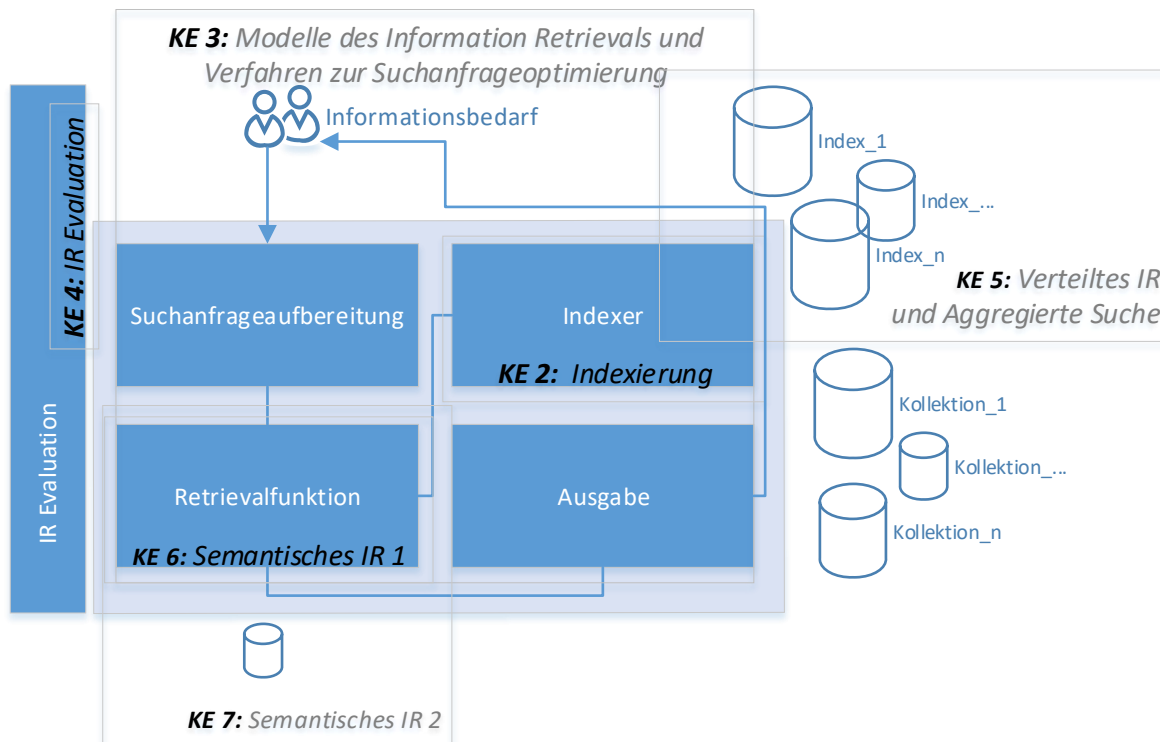 KE 3: Modelle des Information Retrievals und
Verfahren zur Suchanfrageoptimierung
Informationsbedarf
Index_1
Index_...
Index_n
KE 5: Verteiltes IR
und Aggregierte Suche
KE 4: IR Evaluation
IR Evaluation
Suchanfrageaufbereitung
Indexer
KE 2: Indexierung
Retrievalfunktion
KE 6: Semantisches IR 1
Ausgabe
Kollektion_1
Kollektion_...
Kollektion_n
KE 7: Semantisches IR 2